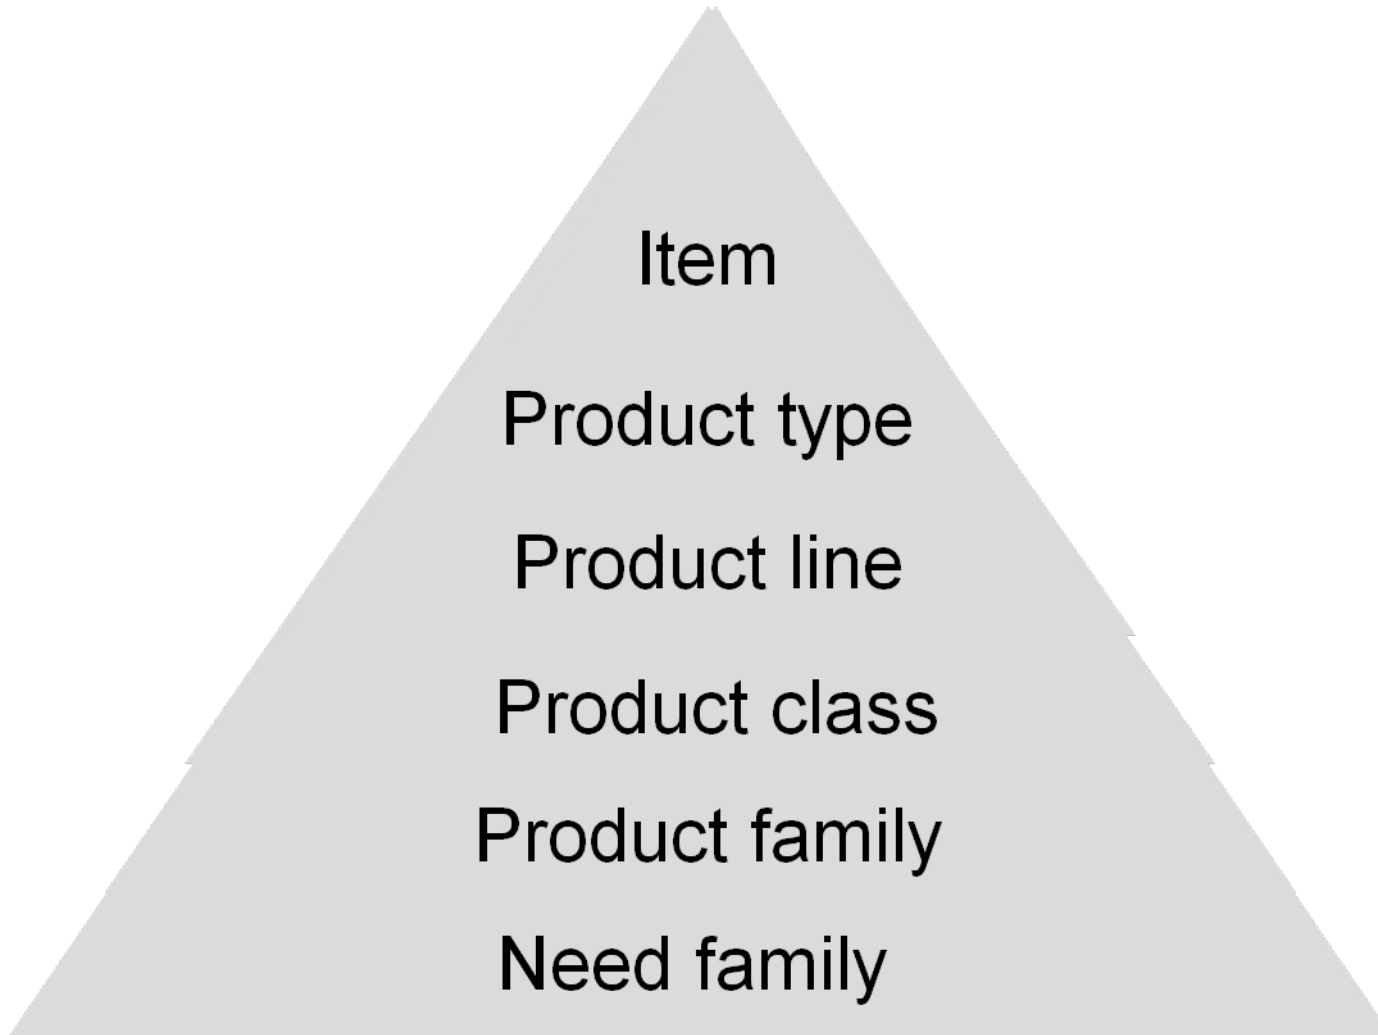 Item
Product type
Product line
Product class
Product family
Need family